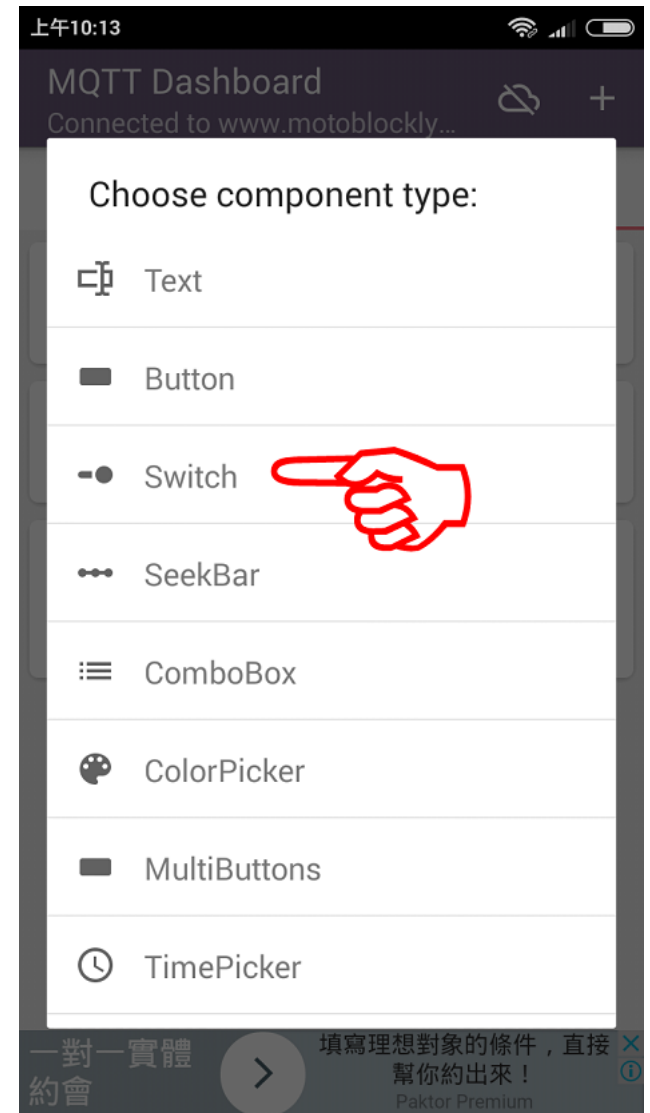 上午10:13
MQTT Dashboard
Connected to www.motoblockly...
Choose component type:
Text
Button
Switch
SeekBar
ComboBox
ColorPicker
MultiButtons
TimePicker
一對一實體
約會
填寫理想對象的條件，直接
幫你約出來！
Paktor Premium